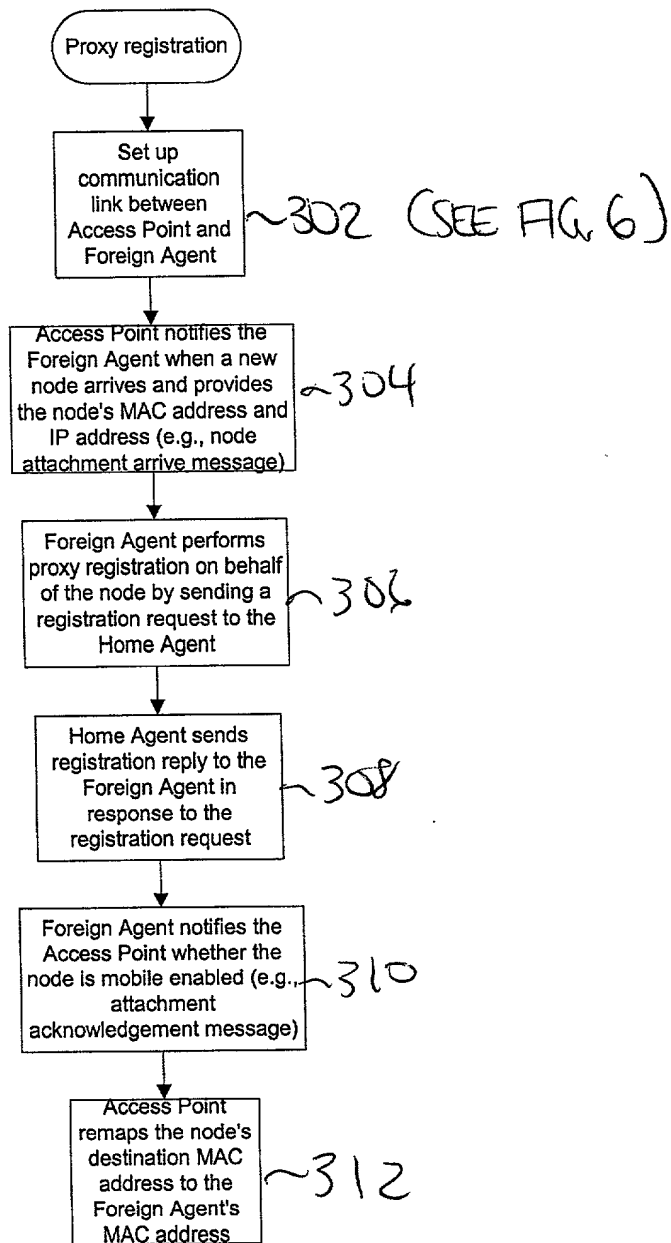 Proxy registration
Set up
communication
link between
Access Point and
Foreign Agent
~302 (SEE FIG. 6)
Access Point notifies the
Foreign Agent when a new
node arrives and provides
the node's MAC address and
IP address (e.g., node
attachment arrive message)
~304
Foreign Agent performs
proxy registration on behalf
of the node by sending a
registration request to the
Home Agent
~306
Home Agent sends
registration reply to the
Foreign Agent in
response to the
registration request
~308
Foreign Agent notifies the
Access Point whether the
node is mobile enabled (e.g.,
attachment
acknowledgement message)
~310
Access Point
remaps the node's
destination MAC
address to the
Foreign Agent's
MAC address
~312